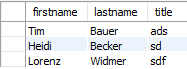 firstname lastname title
Tim Bauer ads
Heidi Becker sd
Lorenz Widmer sdf